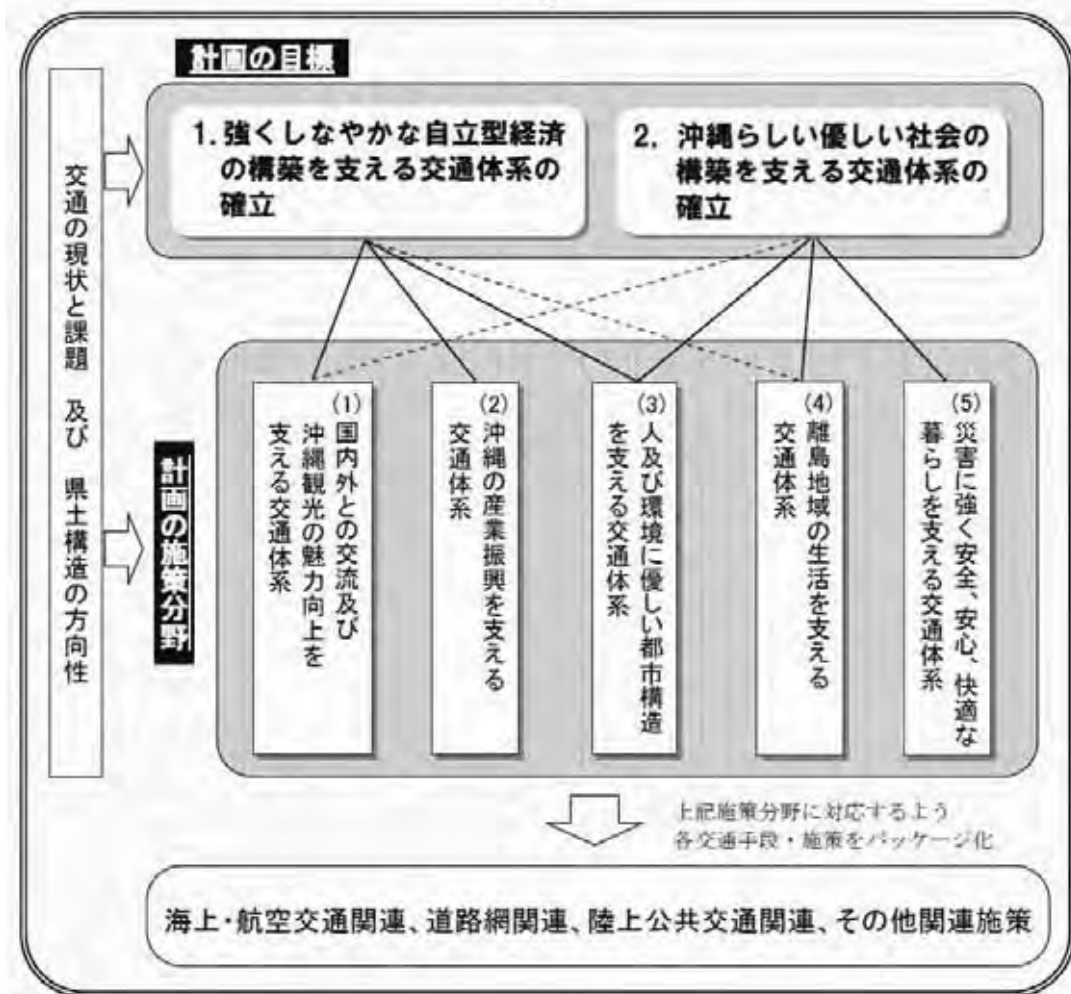 計画の目標
1. 強くしなやかな自立型経済
の構築を支える交通体系の
確立
2. 沖縄らしい優しい社会の
構築を支える交通体系の
確立
交通の現状と課題 及び 県土構造の方向性
計画の施策分野
(1)国内外との交流及び
沖縄観光の魅力向上を
支える交通体系
(2)沖縄の産業振興を支える
交通体系
(3)人及び環境に優しい都市構造
を支える交通体系
(4)離島地域の生活を支える
交通体系
(5)災害に強く安全、安心、快適な
暮らしを支える交通体系
上記施策分野に対応するよう
各交通手段・施策をパッケージ化
海上・航空交通関連、道路網関連、陸上公共交通関連、その他関連施策